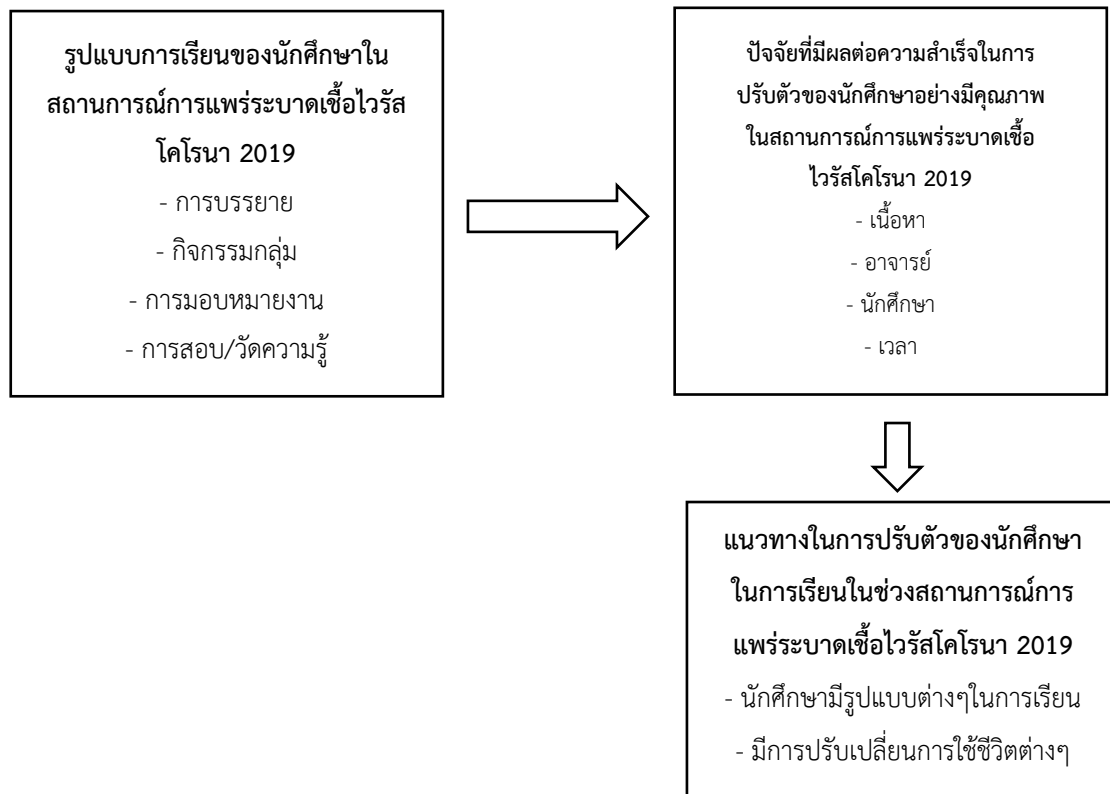 รูปแบบการเรียนของนักศึกษาใน
สถานการณ์การแพร่ระบาดเชื้อไวรัส
โคโรนา 2019
- การบรรยาย
- กิจกรรมกลุ่ม
- การมอบหมายงาน
- การสอบ/วัดความรู้
ปัจจัยที่มีผลต่อความสำเร็จในการ
ปรับตัวของนักศึกษาอย่างมีคุณภาพ
ในสถานการณ์การแพร่ระบาดเชื้อ
ไวรัสโคโรนา 2019
- เนื้อหา
- อาจารย์
- นักศึกษา
- เวลา
แนวทางในการปรับตัวของนักศึกษา
ในการเรียนในช่วงสถานการณ์การ
แพร่ระบาดเชื้อไวรัสโคโรนา 2019
- นักศึกษามีรูปแบบต่างๆในการเรียน
- มีการปรับเปลี่ยนการใช้ชีวิตต่างๆ